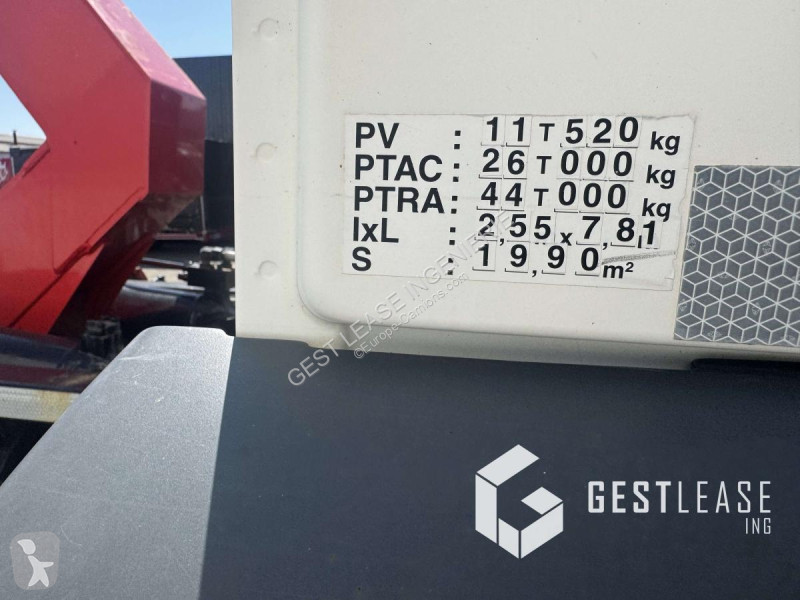 PV : 11 T 520 kg
PTAC : 26 T 000 kg
PTRA : 44 T 000 kg
lxL : 2,55 x 7,81
S : 19,90 m²
GEST LEASE INGENIERIE
©Europe-Camions.com
GESTLEASE
ING